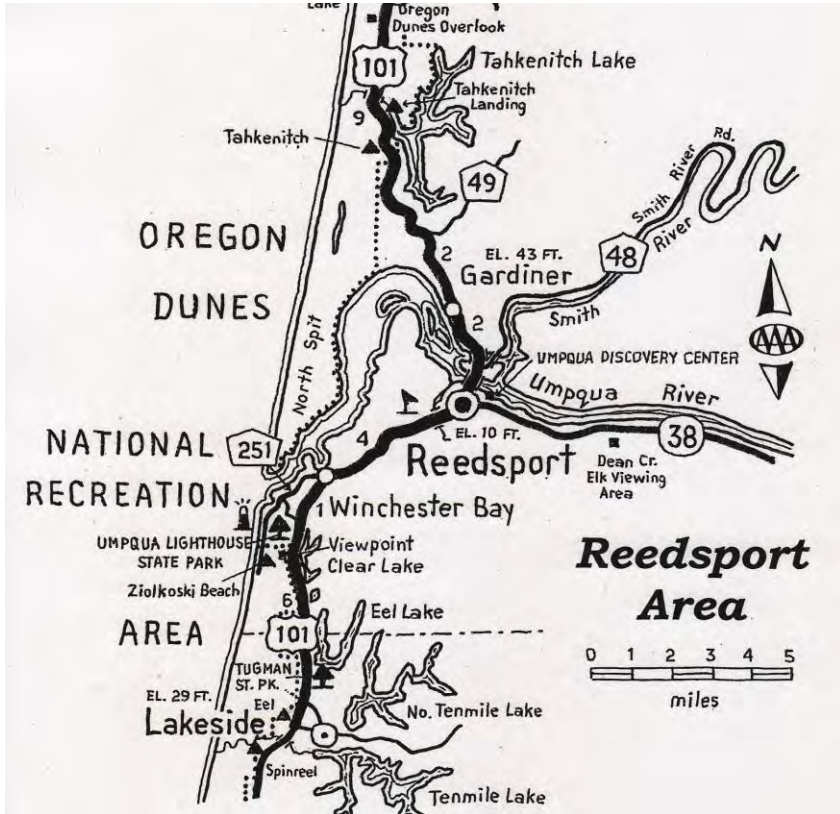 Lake
Oregon
Dunes Overlook
101
Tahkenitch Lake
Tahkenitch
Landing
9
Tahkenitch
49
Smith River Rd.
OREGON
DUNES
2
EL. 43 FT.
Gardiner
48
River
N
2
Smith
AAA
North Spit
UMPQUA DISCOVERY CENTER
Umpqua River
NATIONAL
RECREATION
251
4
EL. 10 FT.
Reedsport
38
Dean Cr.
Elk Viewing
Area
1
Winchester Bay
UMPQUA LIGHTHOUSE
STATE PARK
Viewpoint
Clear Lake
Ziolkoski Beach
Reedsport
Area
6
Eel Lake
AREA
101
0 1 2 3 4 5
miles
TUGMAN
ST. PK.
EL. 29 FT.
Eel
No. Tenmile Lake
Lakeside
Spinreel
Tenmile Lake